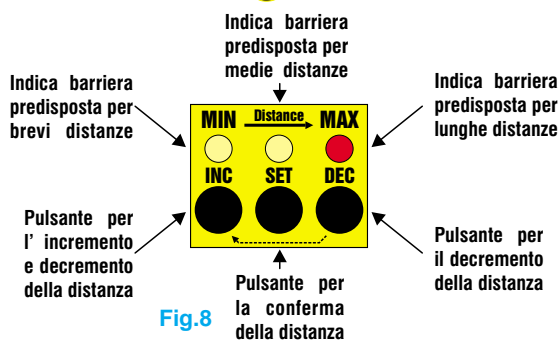 Indica barriera
predisposta per
medie distanze
Indica barriera
predisposta per
brevi distanze
Indica barriera
predisposta per
lunghe distanze
MIN Distance MAX
INC SET DEC
Pulsante per
l' incremento
e decremento
della distanza
Pulsante per
il decremento
della distanza
Pulsante per
la conferma
della distanza
Fig.8